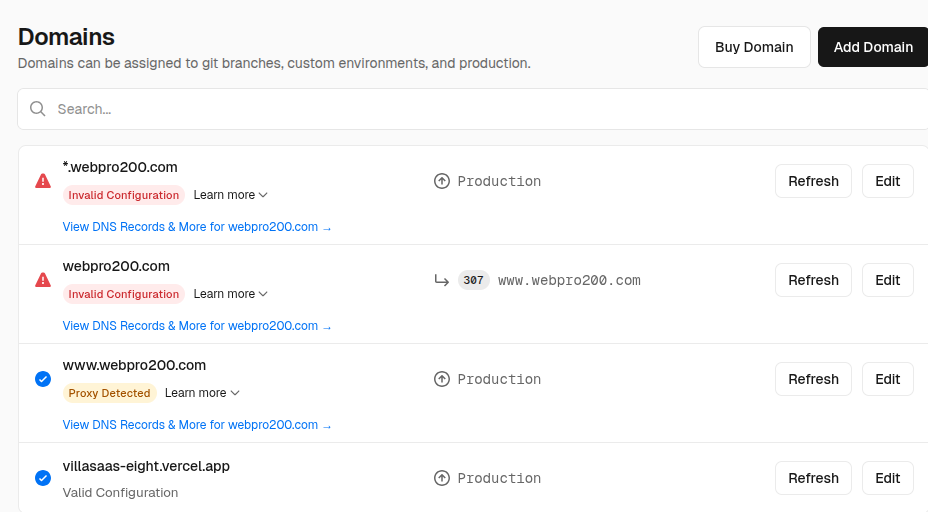 Domains
Domains can be assigned to git branches, custom environments, and production.
Buy Domain
Add Domain
Search...
*.webpro200.com
Invalid Configuration
Learn more
View DNS Records & More for webpro200.com →
Production
Refresh
Edit
webpro200.com
Invalid Configuration
Learn more
View DNS Records & More for webpro200.com →
307 www.webpro200.com
Refresh
Edit
www.webpro200.com
Proxy Detected
Learn more
View DNS Records & More for webpro200.com →
Production
Refresh
Edit
villasaas-eight.vercel.app
Valid Configuration
Production
Refresh
Edit